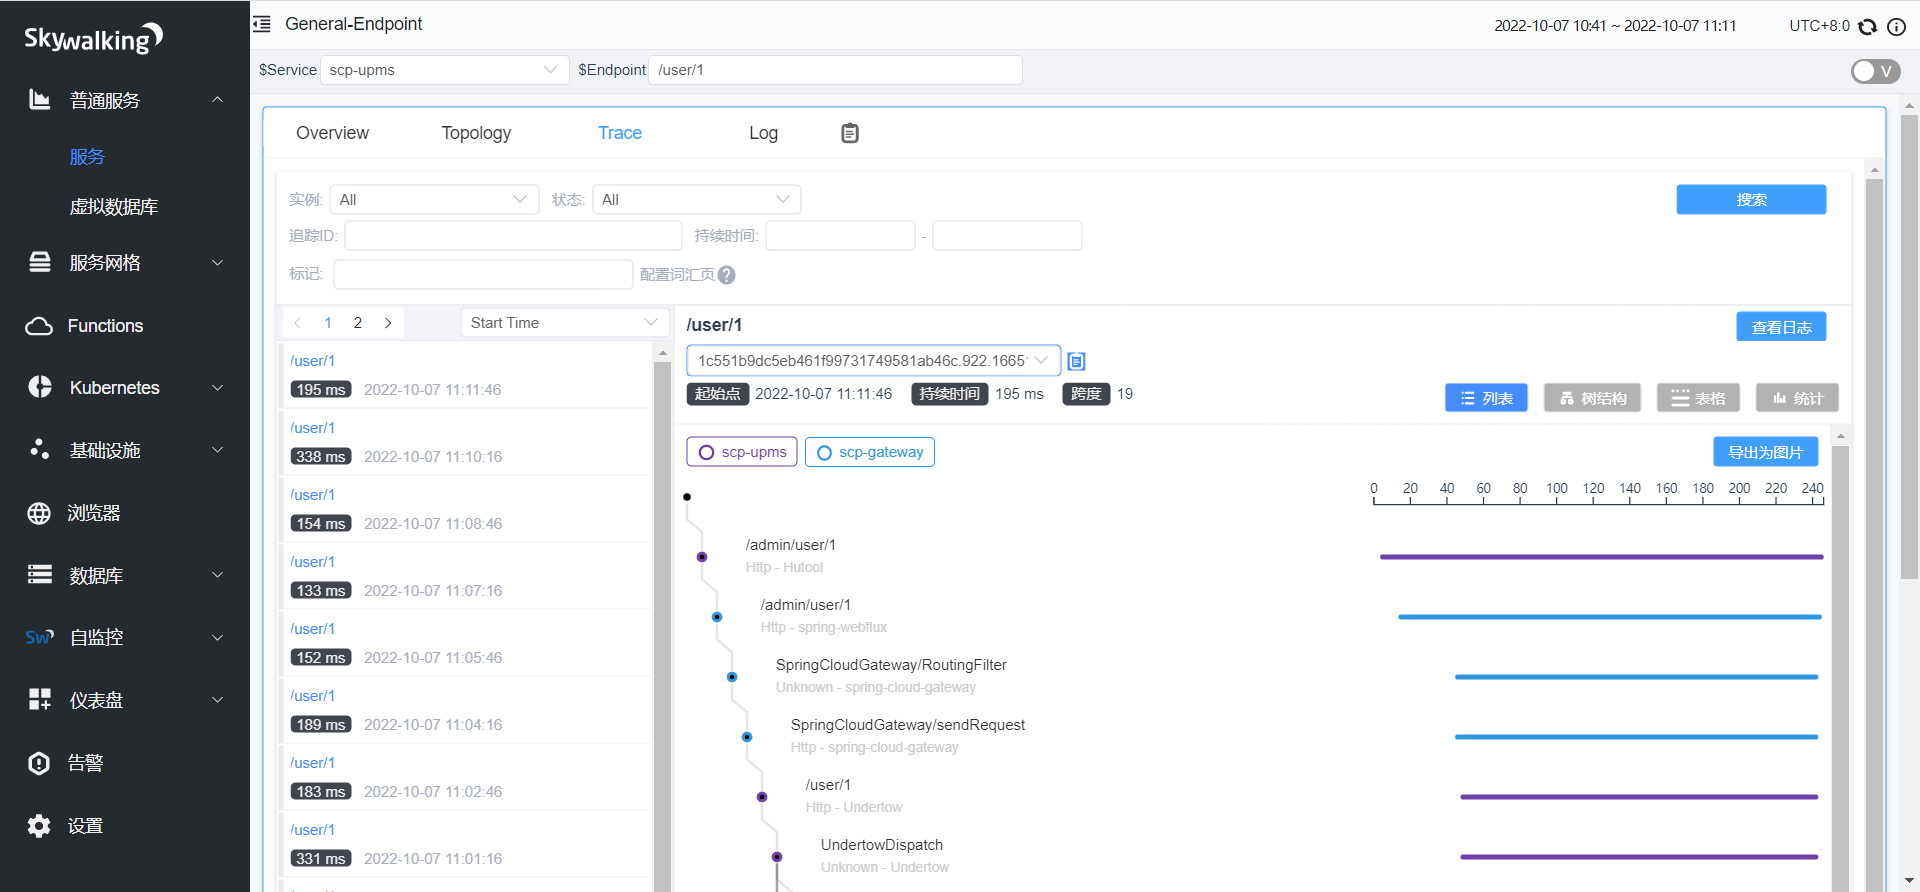 Skywalking
普通服务
服务
虚拟数据库
服务网格
Functions
Kubernetes
基础设施
浏览器
数据库
Sw 自监控
仪表盘
告警
设置
General-Endpoint
2022-10-07 10:41 ~ 2022-10-07 11:11
UTC+8:0
$Service scp-upms $Endpoint /user/1
V
Overview Topology Trace Log
实例: All 状态: All 搜索
追踪ID: 持续时间: -
标记: 配置词汇页
1 2 Start Time
/user/1
195 ms 2022-10-07 11:11:46
/user/1
338 ms 2022-10-07 11:10:16
/user/1
154 ms 2022-10-07 11:08:46
/user/1
133 ms 2022-10-07 11:07:16
/user/1
152 ms 2022-10-07 11:05:46
/user/1
189 ms 2022-10-07 11:04:16
/user/1
183 ms 2022-10-07 11:02:46
/user/1
331 ms 2022-10-07 11:01:16
/user/1 查看日志
1c551b9dc5eb461f99731749581ab46c.922.1665
起始点 2022-10-07 11:11:46 持续时间 195 ms 跨度 19
列表 树结构 表格 统计
scp-upms scp-gateway 导出为图片
0 20 40 60 80 100 120 140 160 180 200 220 240
/admin/user/1
Http - Hutool
/admin/user/1
Http - spring-webflux
SpringCloudGateway/RoutingFilter
Unknown - spring-cloud-gateway
SpringCloudGateway/sendRequest
Http - spring-cloud-gateway
/user/1
Http - Undertow
UndertowDispatch
Unknown - Undertow